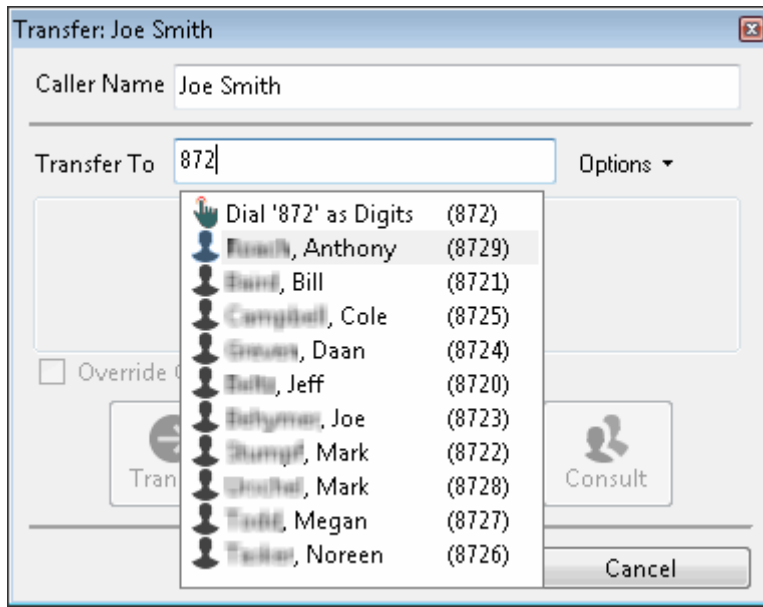 Transfer: Joe Smith
Caller Name Joe Smith
Transfer To 872 Options
Dial '872' as Digits (872)
, Anthony (8729)
, Bill (8721)
, Cole (8725)
, Daan (8724)
Override
, Jeff (8720)
, Joe (8723)
, Mark (8722)
Tran Consult
, Mark (8728)
, Megan (8727)
, Noreen (8726)
Cancel